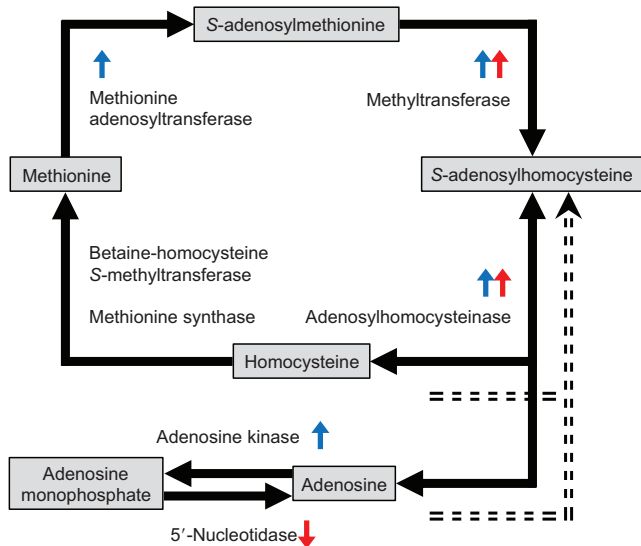 S-adenosylmethionine
Methionine
adenosyltransferase
Methyltransferase
Methionine
S-adenosylhomocysteine
Betaine-homocysteine
S-methyltransferase
Methionine synthase
Adenosylhomocysteinase
Homocysteine
Adenosine kinase
Adenosine
monophosphate
Adenosine
5′-Nucleotidase